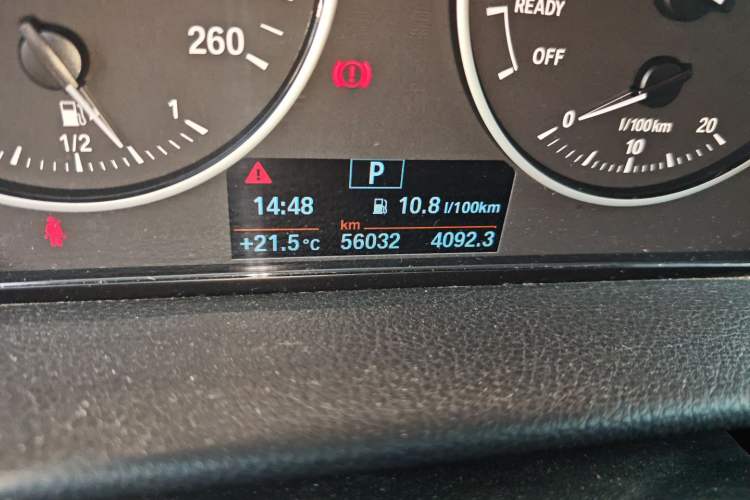 260
READY
OFF
1/2
1
0
l/100km
20
10
P
14:48
10.8 l/100km
km
+21.5°C
56032
4092.3